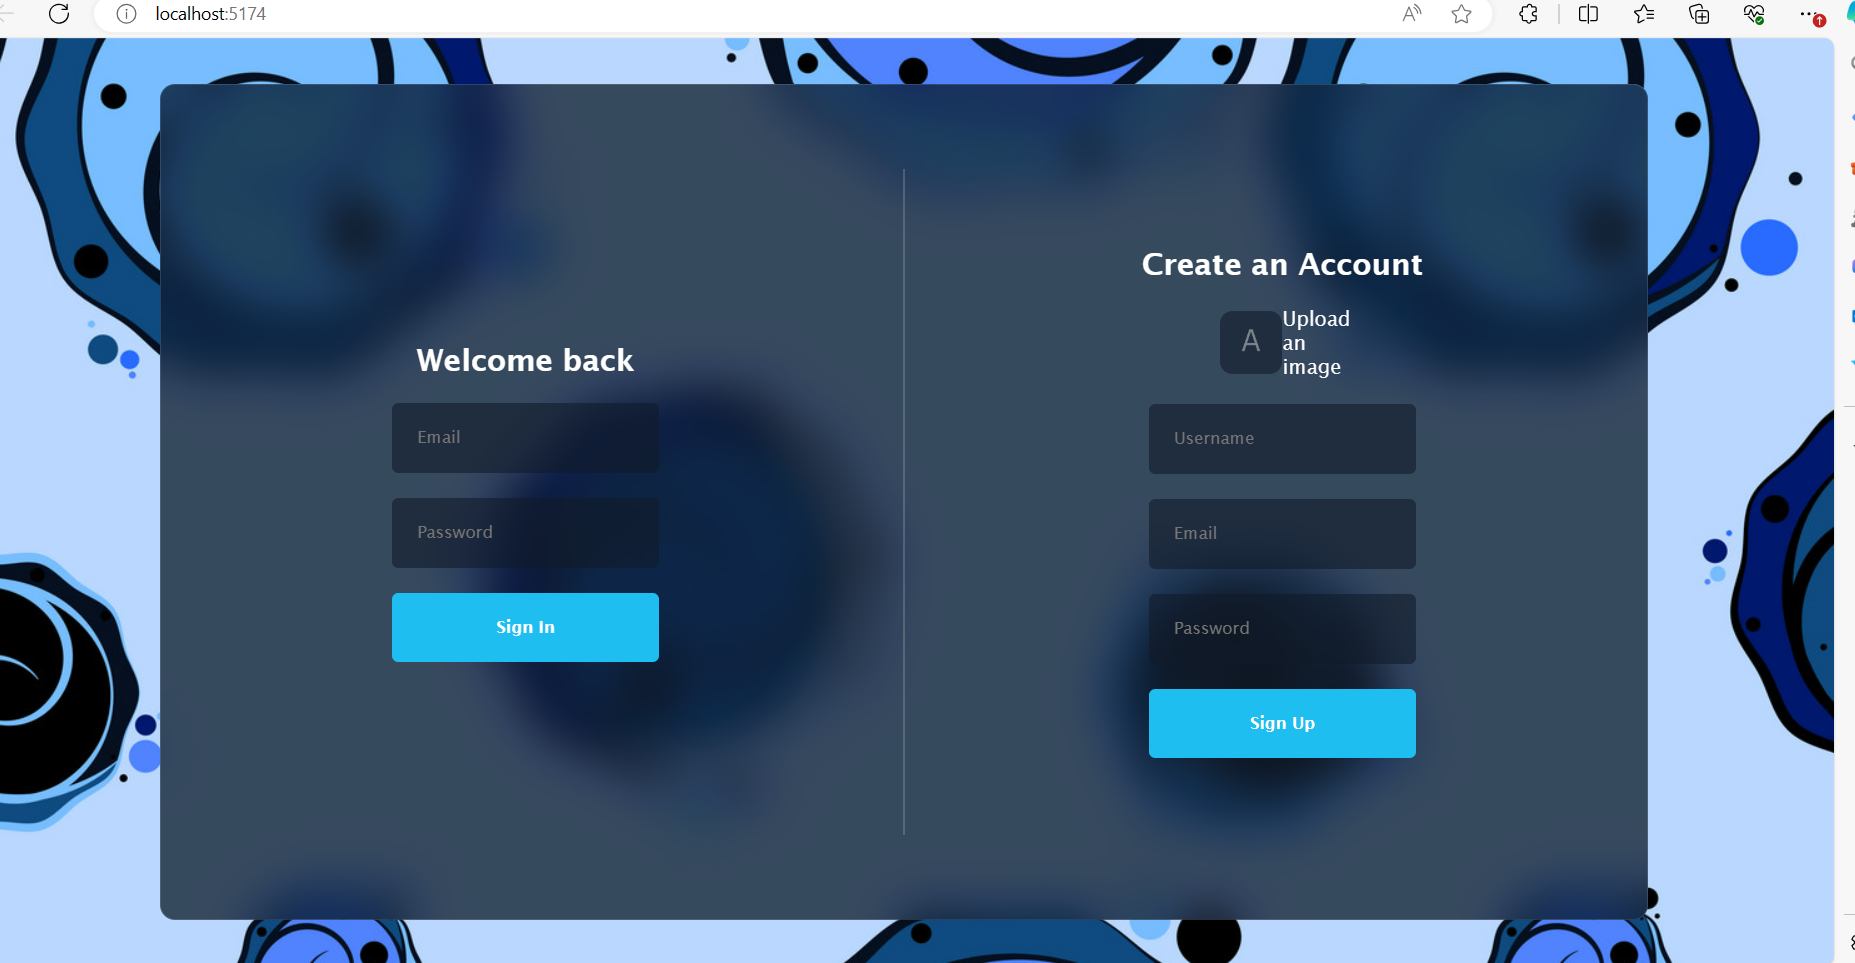 localhost:5174
Welcome back
Email
Password
Sign In
Create an Account
A
Upload
an
image
Username
Email
Password
Sign Up